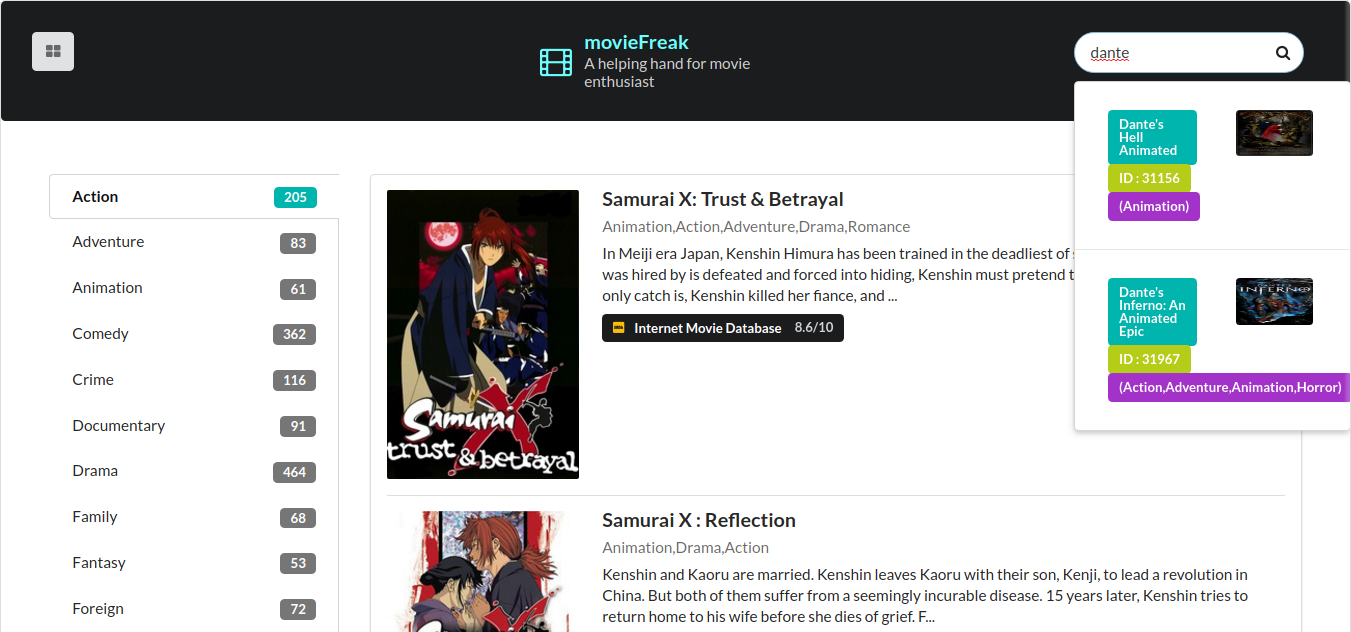 movieFreak
A helping hand for movie
enthusiast
dante
Dante's
Hell
Animated
ID : 31156
(Animation)
Dante's
Inferno: An
Animated
Epic
ID : 31967
(Action,Adventure,Animation,Horror)
INFERNO
Action 205
Adventure 83
Animation 61
Comedy 362
Crime 116
Documentary 91
Drama 464
Family 68
Fantasy 53
Foreign 72
Samurai X
trust & betrayal
Samurai X: Trust & Betrayal
Animation,Action,Adventure,Drama,Romance
In Meiji era Japan, Kenshin Himura has been trained in the deadliest of
was hired by is defeated and forced into hiding, Kenshin must pretend
only catch is, Kenshin killed her fiance, and ...
Internet Movie Database 8.6/10
Samurai X : Reflection
Animation,Drama,Action
Kenshin and Kaoru are married. Kenshin leaves Kaoru with their son, Kenji, to lead a revolution in
China. But both of them suffer from a seemingly incurable disease. 15 years later, Kenshin tries to
return home to his wife before she dies of grief. F...